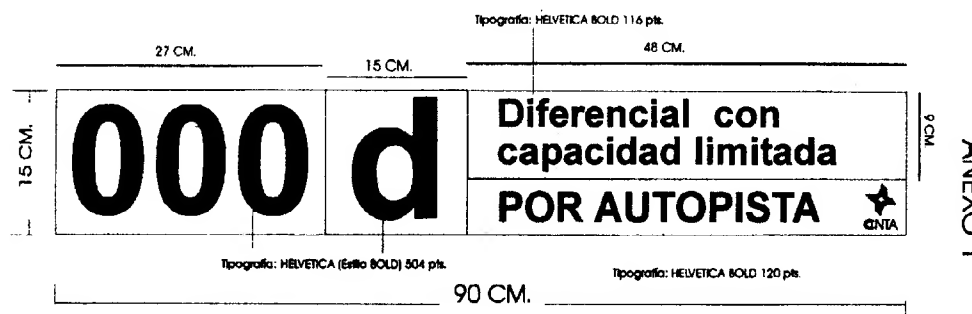 Tipografía: HELVETICA BOLD 116 pts.
27 CM.
15 CM.
48 CM.
15 CM.
000
d
Diferencial con
capacidad limitada
9 CM.
POR AUTOPISTA
CNTA
Tipografía: HELVETICA (Estilo BOLD) 504 pts.
Tipografía: HELVETICA BOLD 120 pts.
90 CM.
ANEXO I